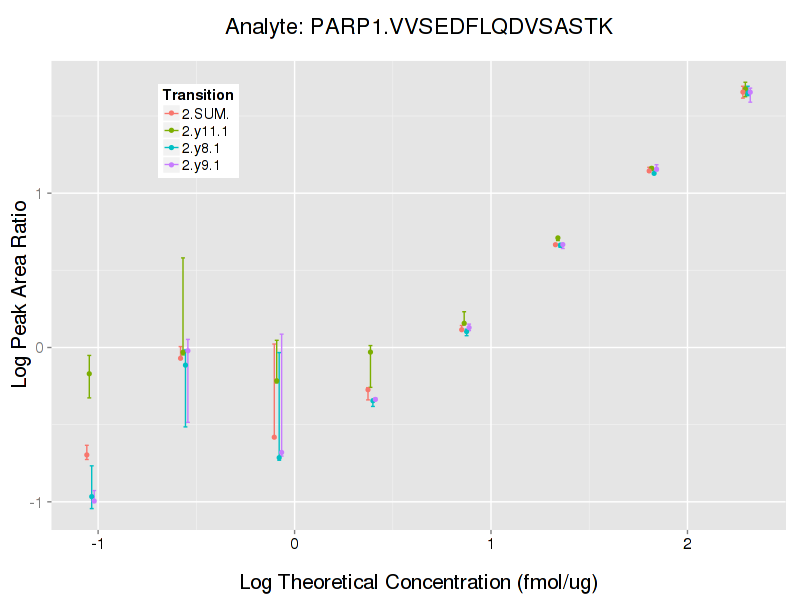 Analyte: PARP1.VVSEDFLQDVSASTK
Transition
2.SUM.
2.y11.1
2.y8.1
2.y9.1
Log Peak Area Ratio
1
0
-1
-1
0
1
2
Log Theoretical Concentration (fmol/ug)